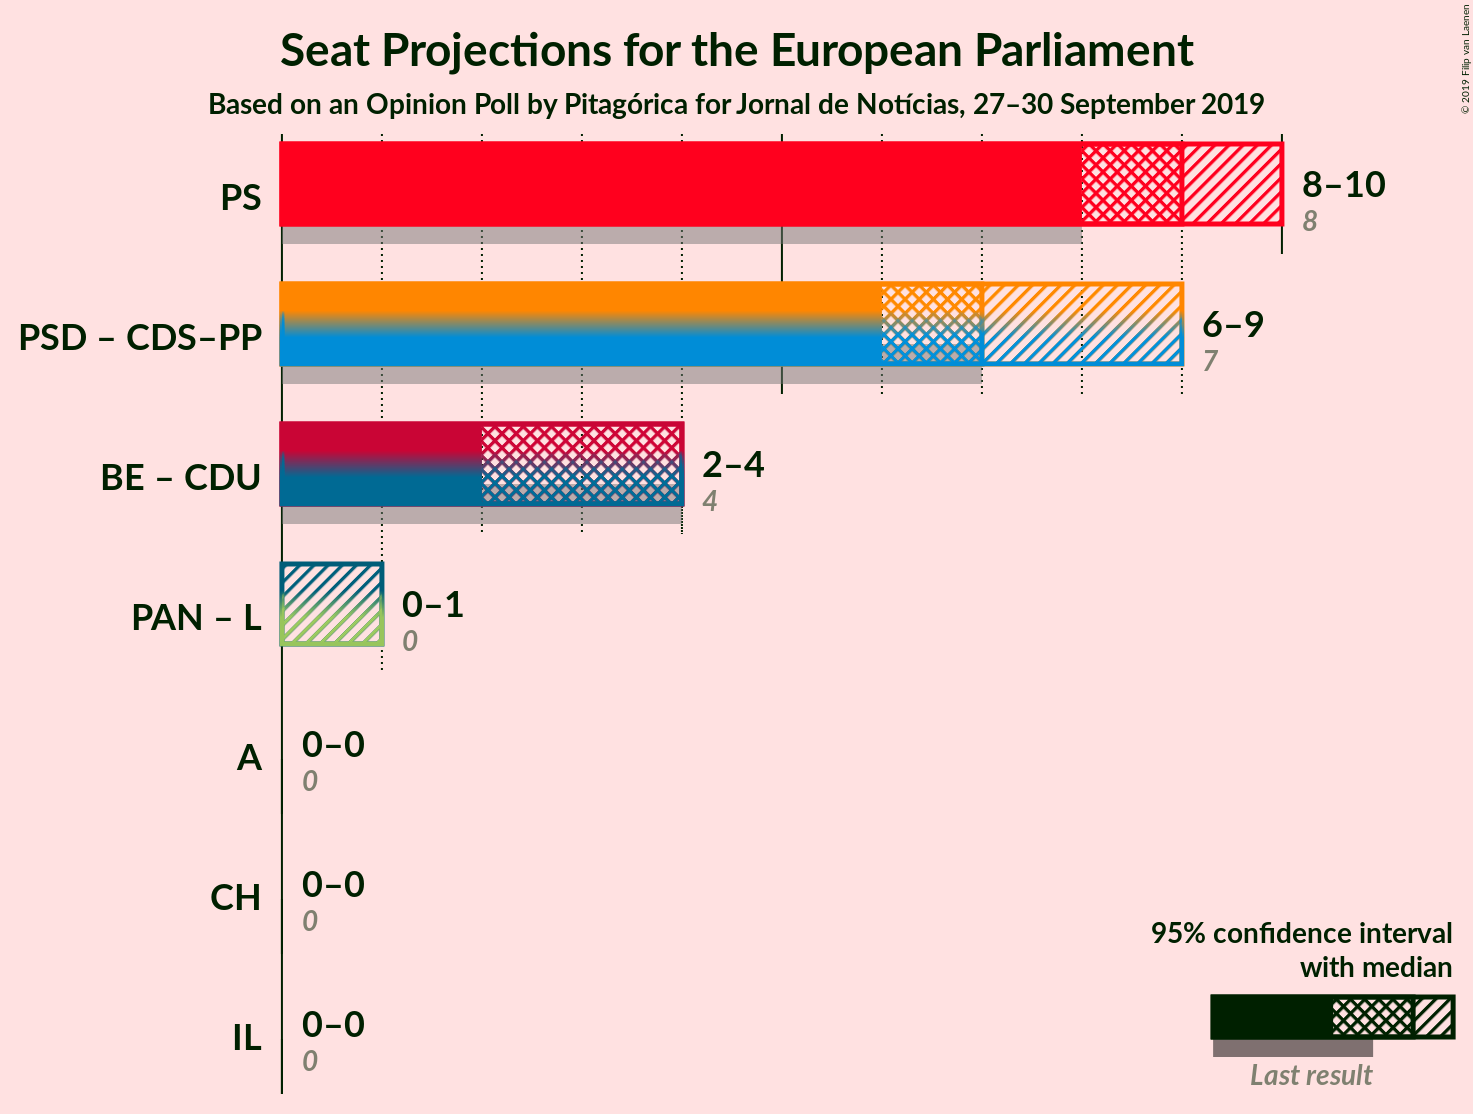 Seat Projections for the European Parliament
Based on an Opinion Poll by Pitagórica for Jornal de Notícias, 27–30 September 2019
© 2019 Filip van Laenen
PS
8–10
8
PSD – CDS–PP
6–9
7
BE – CDU
2–4
4
PAN – L
0–1
0
A
0–0
0
CH
0–0
0
IL
0–0
0
95% confidence interval
with median
Last result